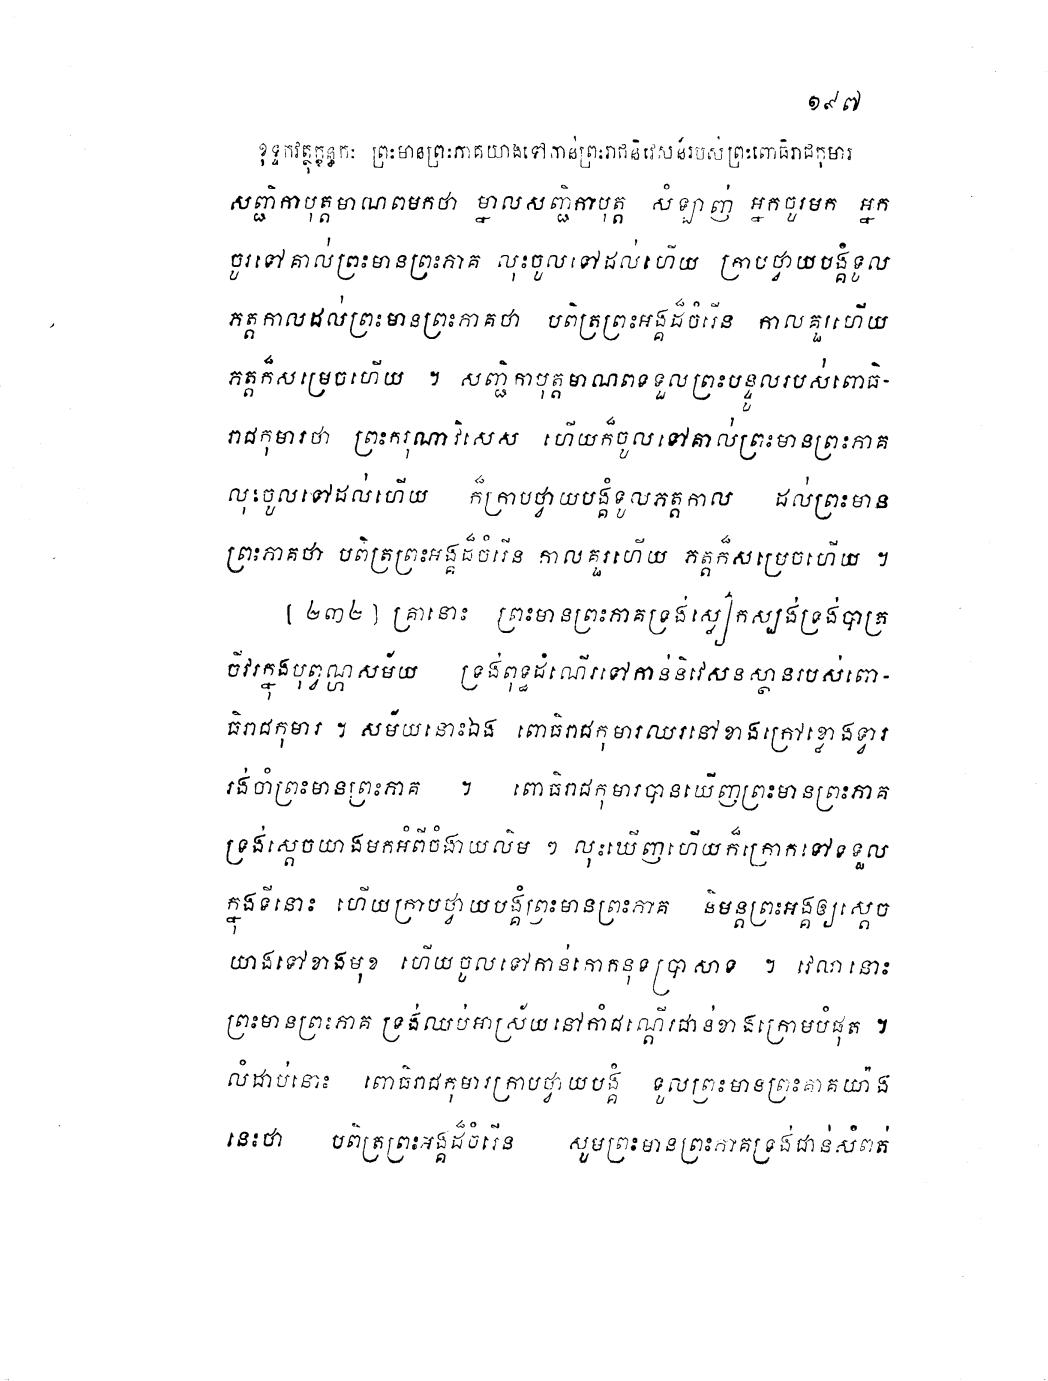 ១៩៧
ខុទ្ទកវត្ថុក្ខន្ធកៈ ព្រះមានព្រះភាគយាងទៅកាន់ព្រះរាជនិវេសន៍របស់ព្រះពោធិរាជកុមារ
សញ្ជិកាបុត្តមាណពមកថា ម្នាលសញ្ជិកាបុត្ត សំឡាញ់ អ្នកចូរមក អ្នក
ចូរទៅគាល់ព្រះមានព្រះភាគ លុះចូលទៅដល់ហើយ ក្រាបថ្វាយបង្គំទូល
ភត្តកាលដល់ព្រះមានព្រះភាគថា បពិត្រព្រះអង្គដ៏ចំរើន កាលគួរហើយ
ភត្តក៏សម្រេចហើយ ។ សញ្ជិកាបុត្តមាណពទទួលព្រះបន្ទូលរបស់ពោធិ-
រាជកុមារថា ព្រះករុណាវិសេស ហើយក៏ចូលទៅគាល់ព្រះមានព្រះភាគ
លុះចូលទៅដល់ហើយ ក៏ក្រាបថ្វាយបង្គំទូលភត្តកាល ដល់ព្រះមាន
ព្រះភាគថា បពិត្រព្រះអង្គដ៏ចំរើន កាលគួរហើយ ភត្តក៏សម្រេចហើយ ។
[២៣២] គ្រានោះ ព្រះមានព្រះភាគទ្រង់ស្លៀកស្បង់ទ្រង់បាត្រ
ចីវរក្នុងបុព្វណ្ហសម័យ ទ្រង់ពុទ្ធដំណើរទៅកាន់និវេសនស្ថានរបស់ពោ-
ធិរាជកុមារ ។ សម័យនោះឯង ពោធិរាជកុមារឈរនៅខាងក្រៅខ្លោងទ្វារ
រង់ចាំព្រះមានព្រះភាគ ។ ពោធិរាជកុមារបានឃើញព្រះមានព្រះភាគ
ទ្រង់ស្តេចយាងមកអំពីចំងាយលឹម ៗ លុះឃើញហើយក៏ក្រោកទៅទទួល
ក្នុងទីនោះ ហើយក្រាបថ្វាយបង្គំព្រះមានព្រះភាគ និមន្តព្រះអង្គឲ្យស្តេច
យាងទៅខាងមុខ ហើយចូលទៅកាន់កោកនុទប្រាសាទ ។ វេលានោះ
ព្រះមានព្រះភាគ ទ្រង់ឈប់អាស្រ័យនៅកាំជណ្តើរជាន់ខាងក្រោមបំផុត ។
លំដាប់នោះ ពោធិរាជកុមារក្រាបថ្វាយបង្គំ ទូលព្រះមានព្រះភាគយ៉ាង
នេះថា បពិត្រព្រះអង្គដ៏ចំរើន សូមព្រះមានព្រះភាគទ្រង់ជាន់សំពត់